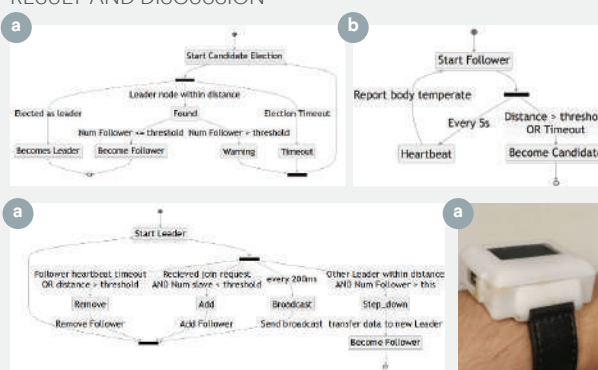 RESULT AND DISCUSSION
a
Start Candidate Election
Leader node within distance
Elected as leader
Found
Election Timeout
Num Follower <= threshold Num Follower > threshold
Becomes Leader
Become Follower
Warning
Timeout
b
Start Follower
Report body temperate
Every 5s
Distance > thresho
OR Timeout
Heartbeat
Become Candidate
a
Start Leader
Follower heartbeat timeout
OR distance > threshold
Recieved join request
AND Num slave < threshold
every 200ms
Other Leader within distance
AND Num Follower > this
Remove
Add
Broadcast
Step_down
Remove Follower
Add Follower
Send broadcast
transfer data to new Leader
Become Follower
a